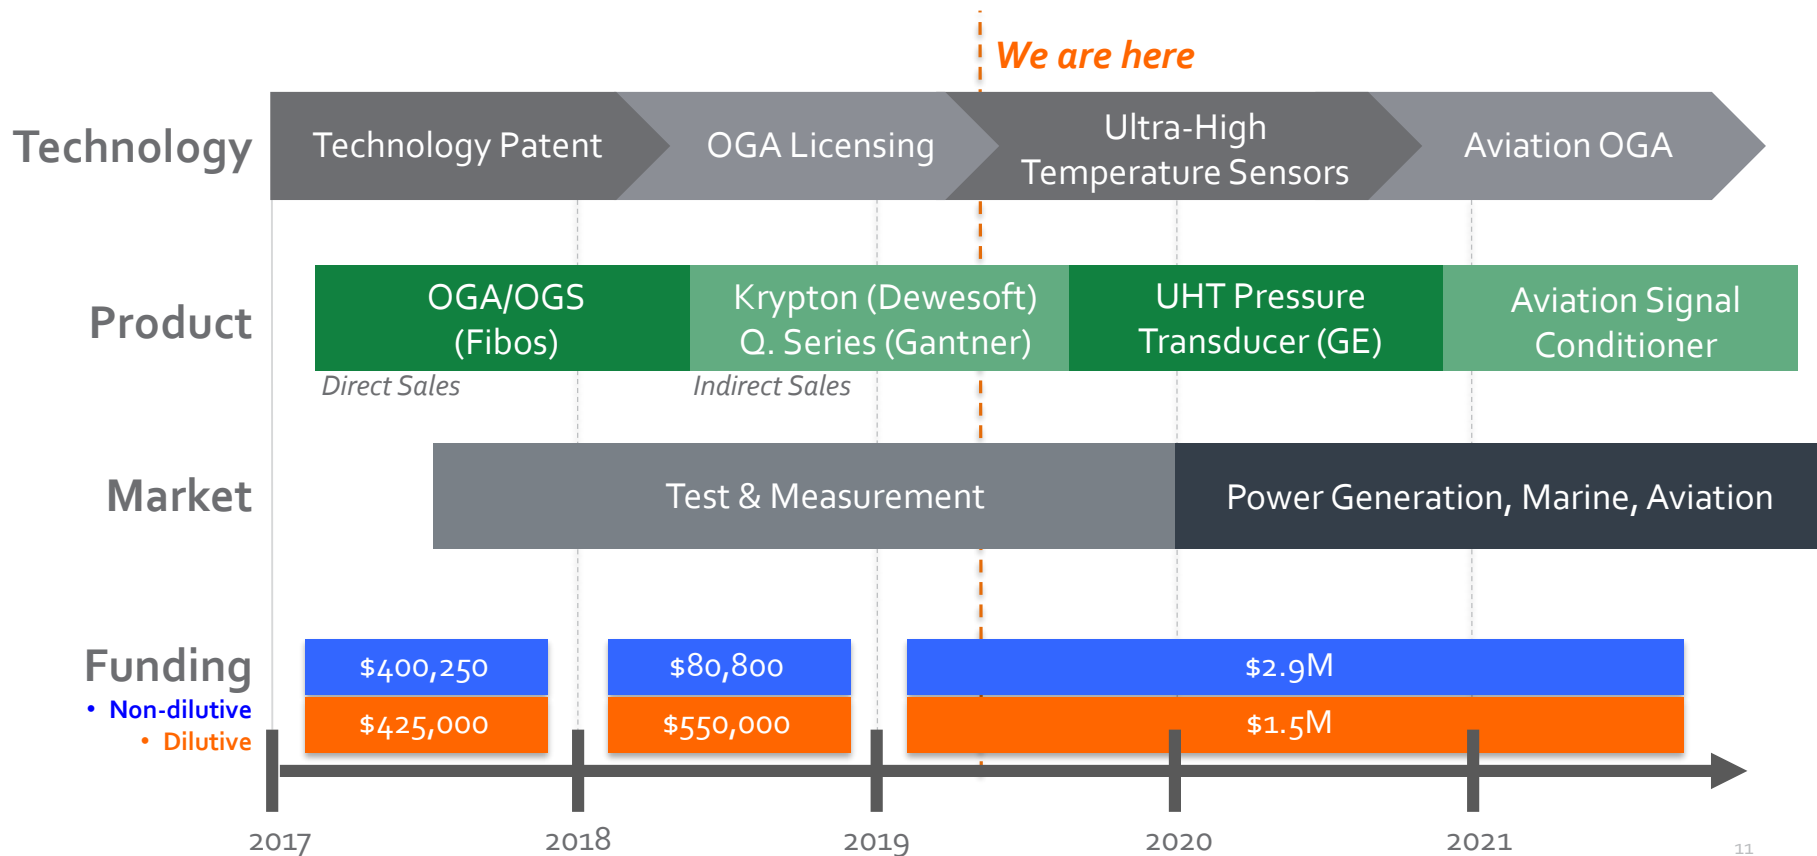 We are here
Technology
Technology Patent
OGA Licensing
Ultra-High
Temperature Sensors
Aviation OGA
Product
OGA/OGS
(Fibos)
Krypton (Dewesoft)
Q. Series (Gantner)
UHT Pressure
Transducer (GE)
Aviation Signal
Conditioner
Direct Sales
Indirect Sales
Market
Test & Measurement
Power Generation, Marine, Aviation
Funding
• Non-dilutive
• Dilutive
$400,250
$80,800
$2.9M
$425,000
$550,000
$1.5M
2017
2018
2019
2020
2021
11